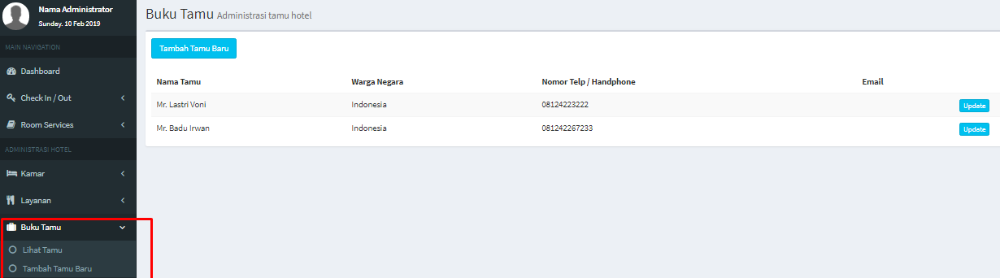 Nama Administrator
Sunday, 10 Feb 2019
MAIN NAVIGATION
Dashboard
Check In / Out
Room Services
ADMINISTRASI HOTEL
Kamar
Layanan
Buku Tamu
Lihat Tamu
Tambah Tamu Baru
Buku Tamu Administrasi tamu hotel
Tambah Tamu Baru
Nama Tamu Warga Negara Nomor Telp / Handphone Email
Mr. Lastri Voni Indonesia 08124223222 Update
Mr. Badu Irwan Indonesia 081242267233 Update